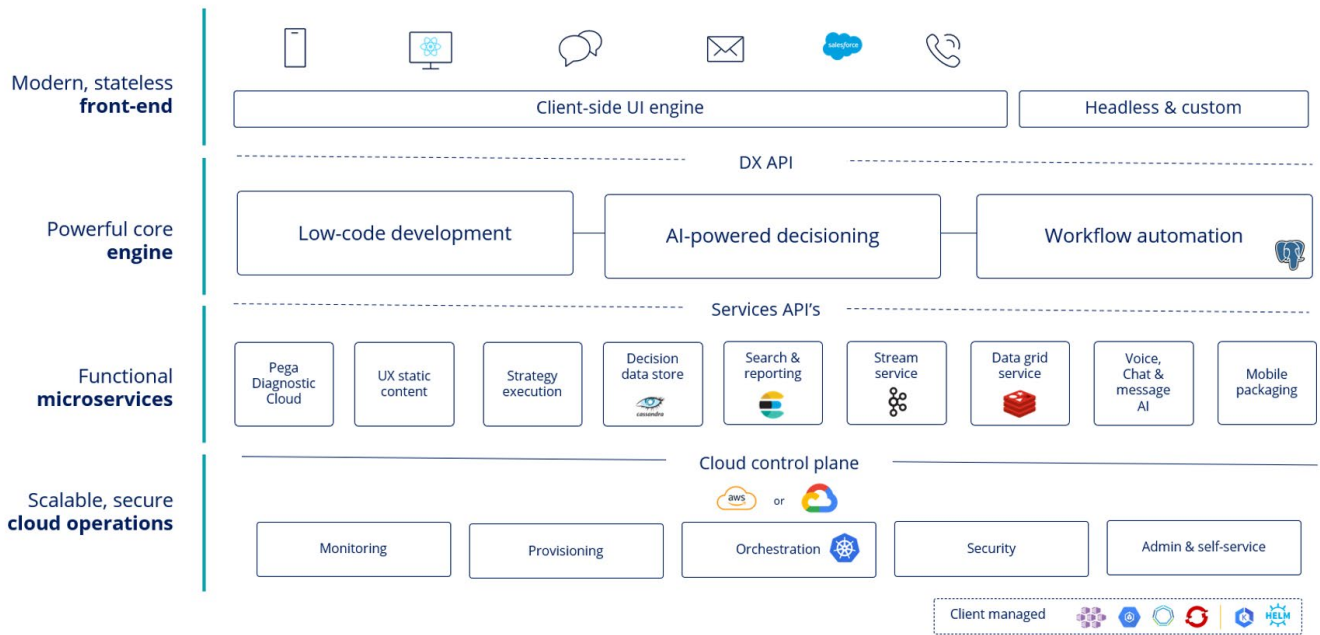 salesforce
Modern, stateless
front-end
Client-side UI engine
Headless & custom
DX API
Powerful core
engine
Low-code development
AI-powered decisioning
Workflow automation
Services API's
Functional
microservices
Pega
Diagnostic
Cloud
UX static
content
Strategy
execution
Decision
data store
cassandra
Search &
reporting
Stream
service
Data grid
service
Voice,
Chat &
message
AI
Mobile
packaging
Cloud control plane
Scalable, secure
cloud operations
aws
or
Monitoring
Provisioning
Orchestration
Security
Admin & self-service
Client managed
K
HELM